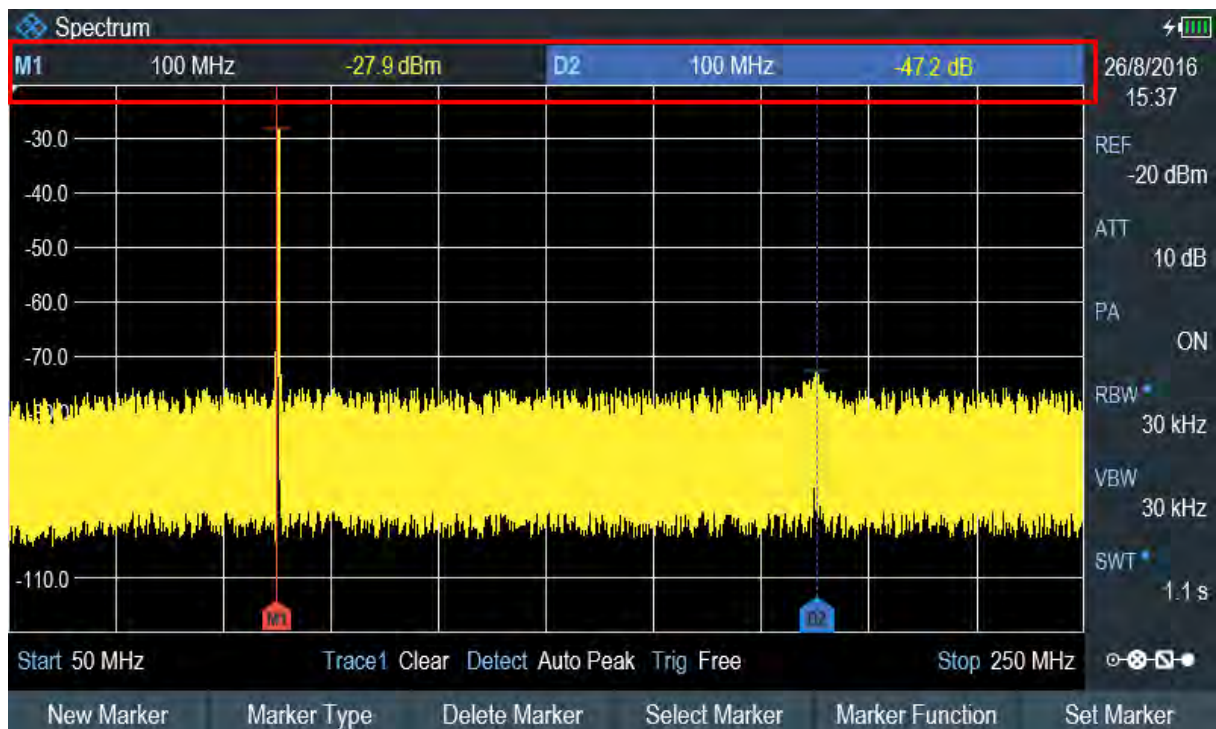 Spectrum
M1 100 MHz -27.9 dBm D2 100 MHz -47.2 dB
26/8/2016
15:37
-30.0
-40.0
-50.0
-60.0
-70.0
-110.0
M1
D2
REF
-20 dBm
ATT
10 dB
PA
ON
RBW
30 kHz
VBW
30 kHz
SWT
1.1 s
Start 50 MHz Trace1 Clear Detect Auto Peak Trig Free Stop 250 MHz
New Marker Marker Type Delete Marker Select Marker Marker Function Set Marker